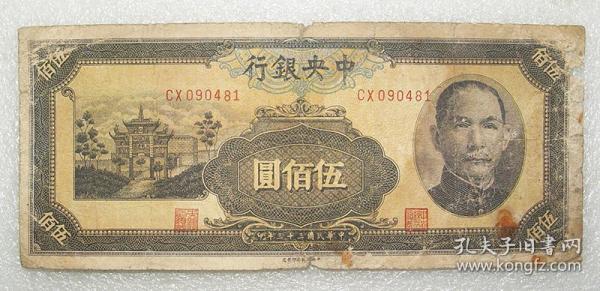 中央銀行
伍佰
伍佰
CX090481
CX090481
伍佰圓
伍佰
伍佰
中華民國三十三年印
孔夫子旧书网
www.kongfz.com